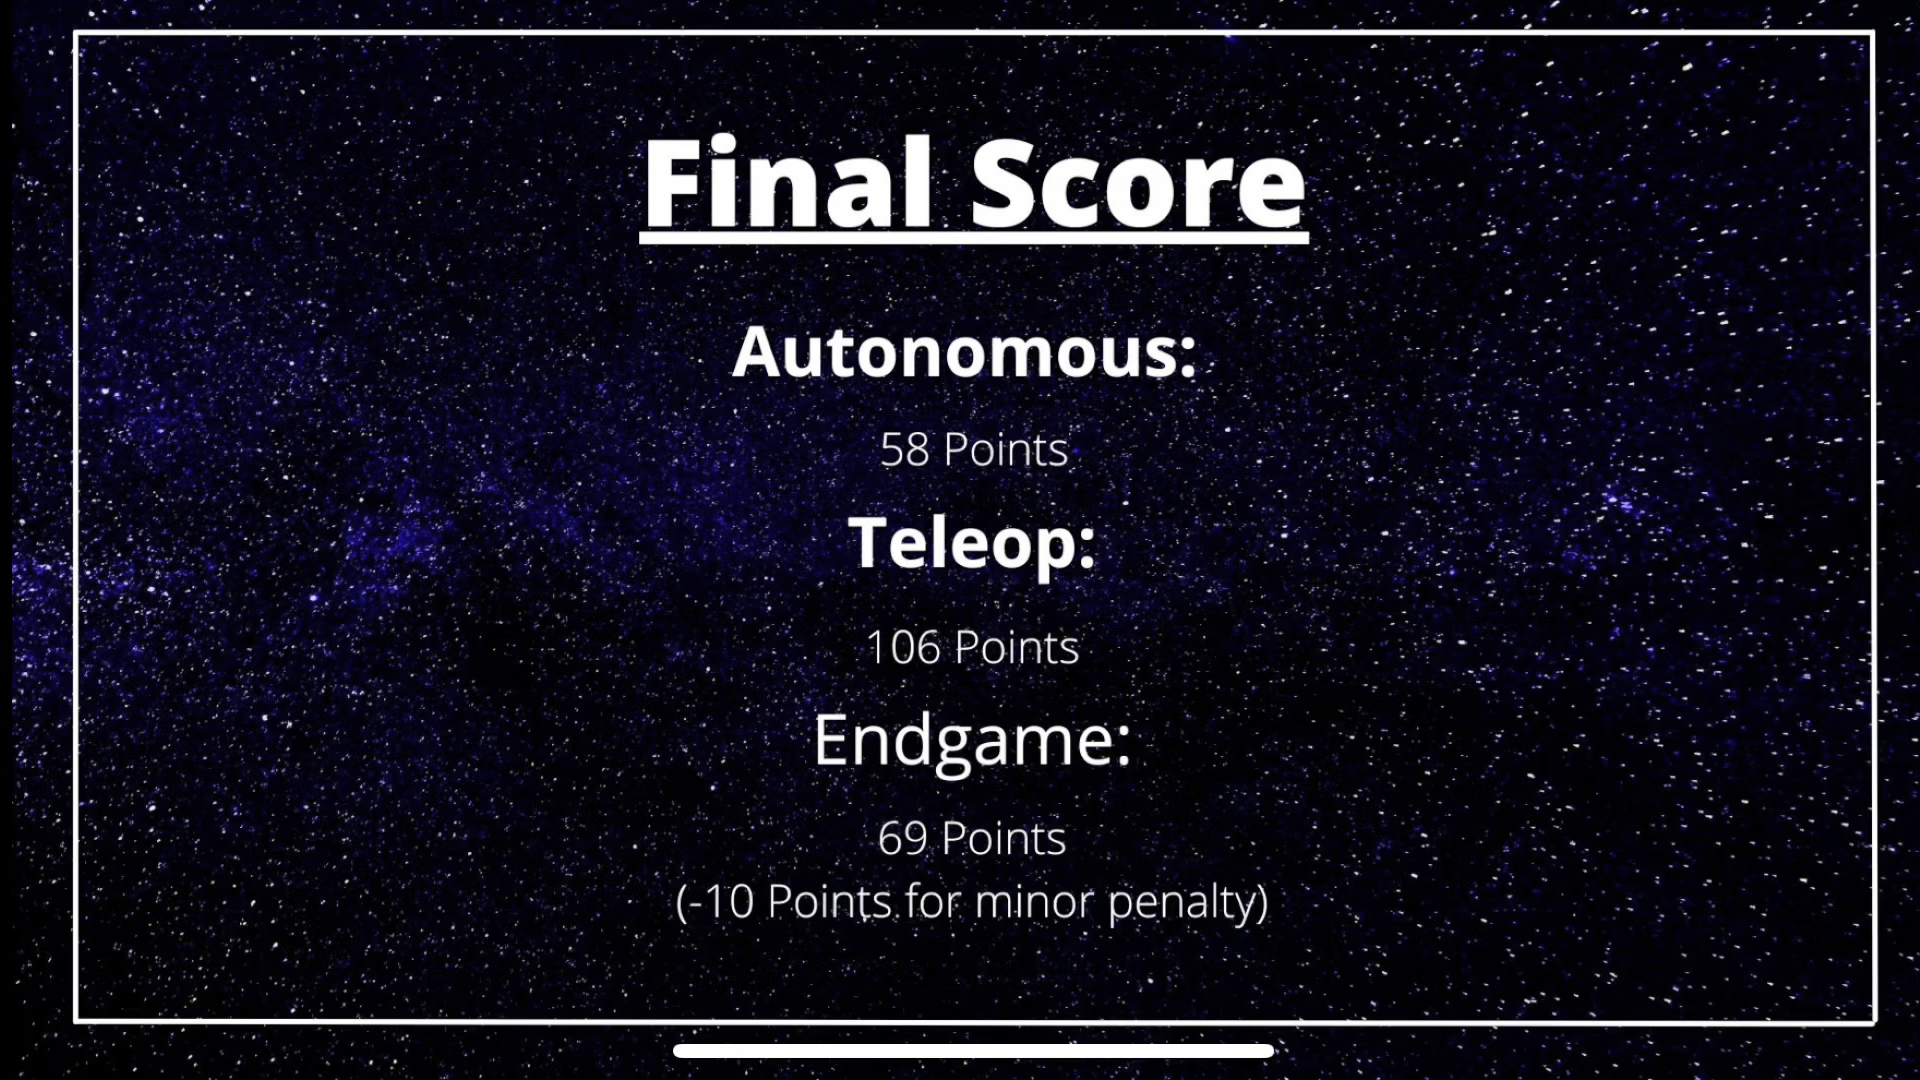 Final Score
Autonomous:
58 Points
Teleop:
106 Points
Endgame:
69 Points
(-10 Points for minor penalty)